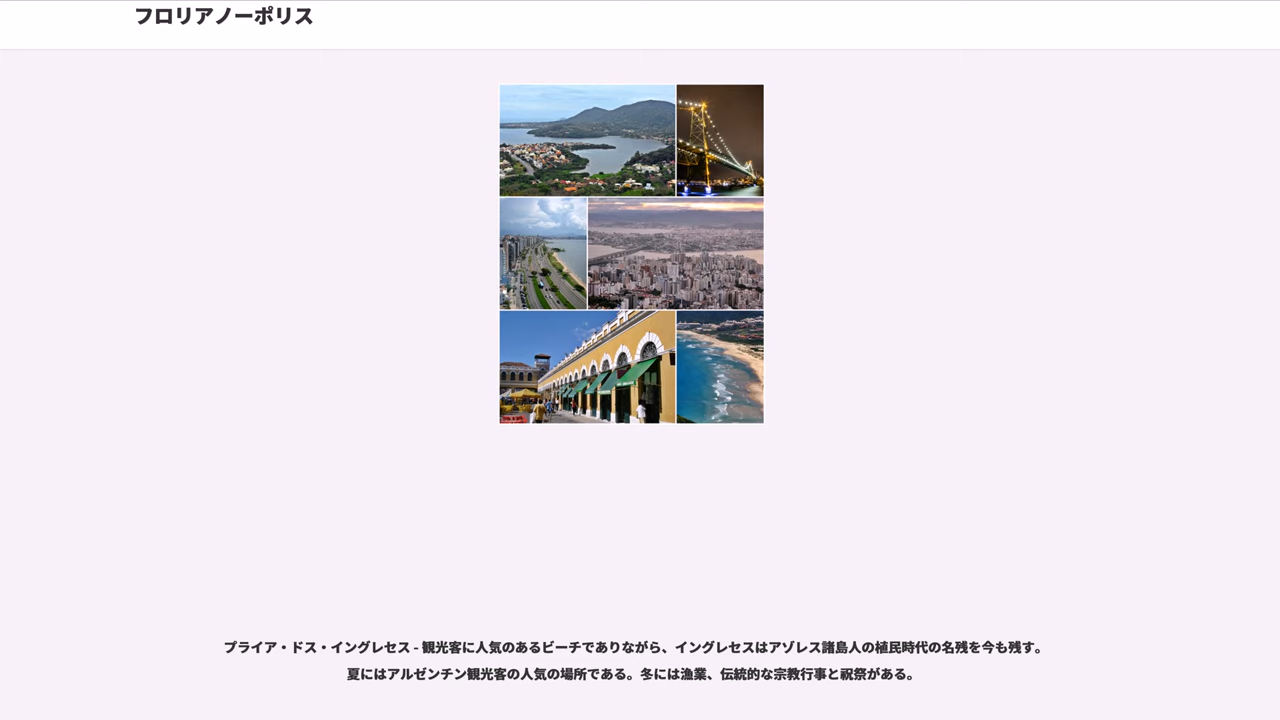 フロリアノーポリス
プライア・ドス・イングレセス - 観光客に人気のあるビーチでありながら、イングレセスはアゾレス諸島人の植民時代の名残を今も残す。
夏にはアルゼンチン観光客の人気の場所である。冬には漁業、伝統的な宗教行事と祝祭がある。